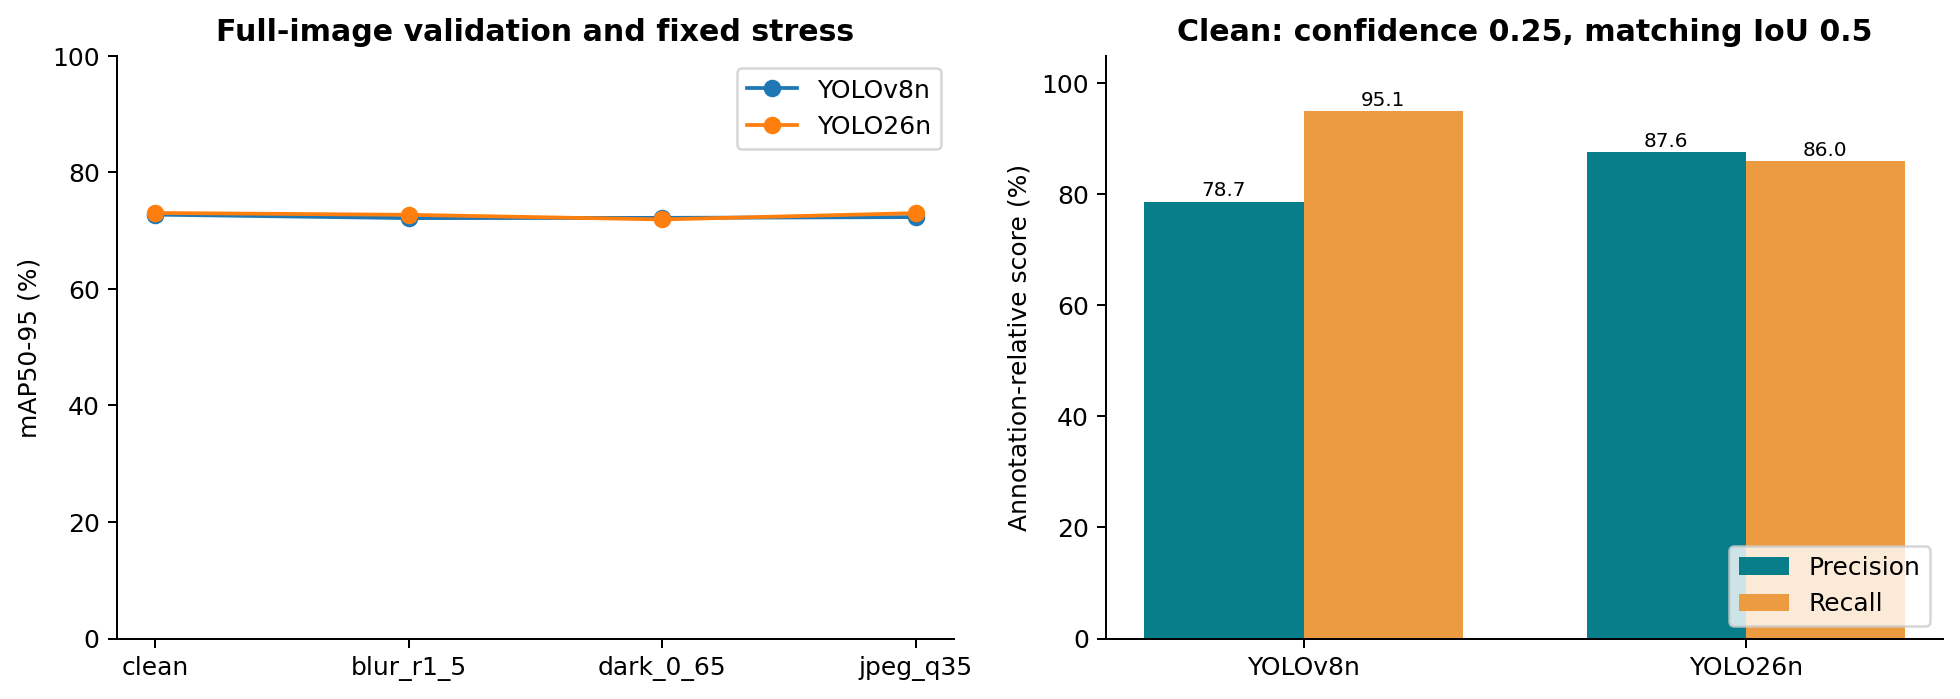 Full-image validation and fixed stress
100
80
60
40
20
0
mAP50-95 (%)
YOLOv8n
YOLO26n
clean
blur_r1_5
dark_0_65
jpeg_q35
Clean: confidence 0.25, matching IoU 0.5
100
80
60
40
20
0
Annotation-relative score (%)
78.7
95.1
87.6
86.0
Precision
Recall
YOLOv8n
YOLO26n